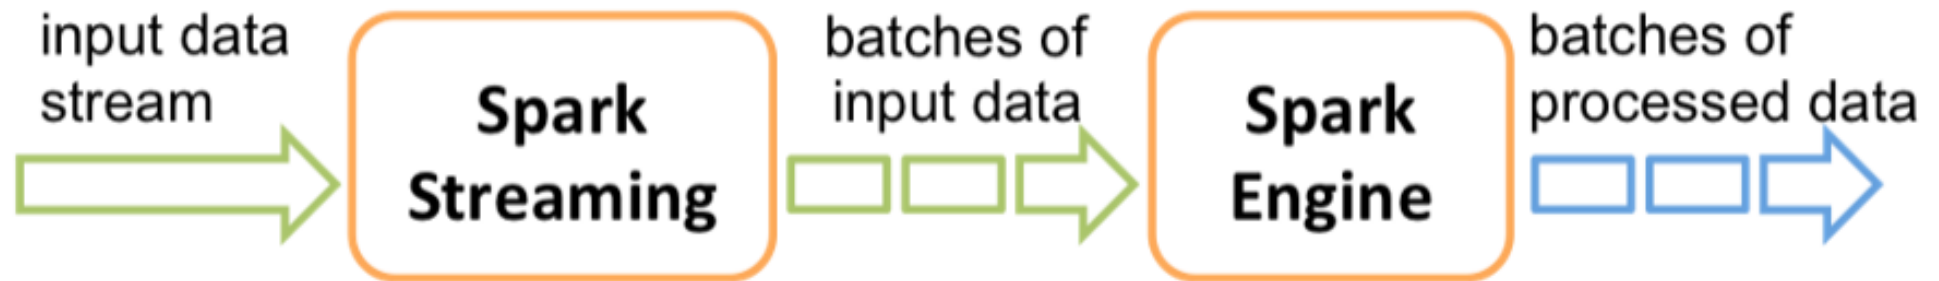 input data
stream
Spark
Streaming
batches of
input data
Spark
Engine
batches of
processed data